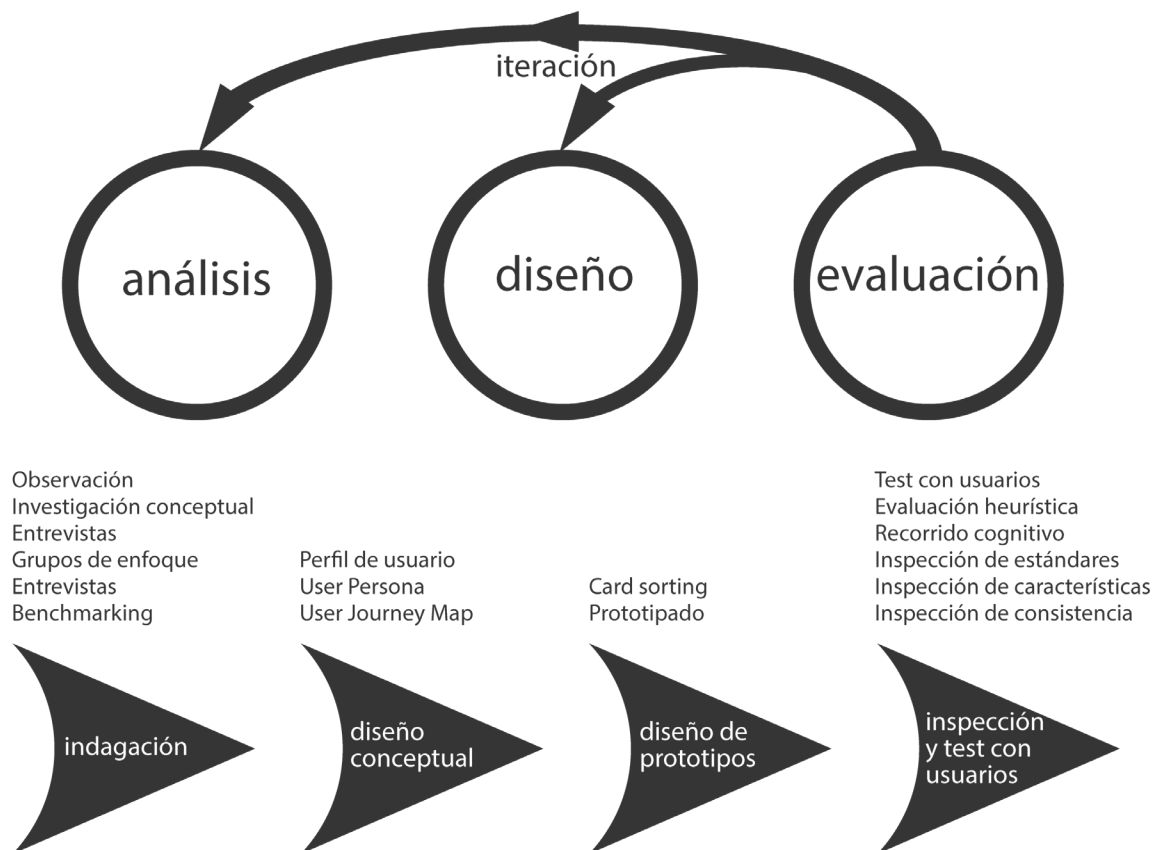 iteración
análisis
diseño
evaluación
Observación
Investigación conceptual
Entrevistas
Grupos de enfoque
Entrevistas
Benchmarking
Perfil de usuario
User Persona
User Journey Map
Card sorting
Prototipado
Test con usuarios
Evaluación heurística
Recorrido cognitivo
Inspección de estándares
Inspección de características
Inspección de consistencia
indagación
diseño
conceptual
diseño de
prototipos
inspección
y test con
usuarios